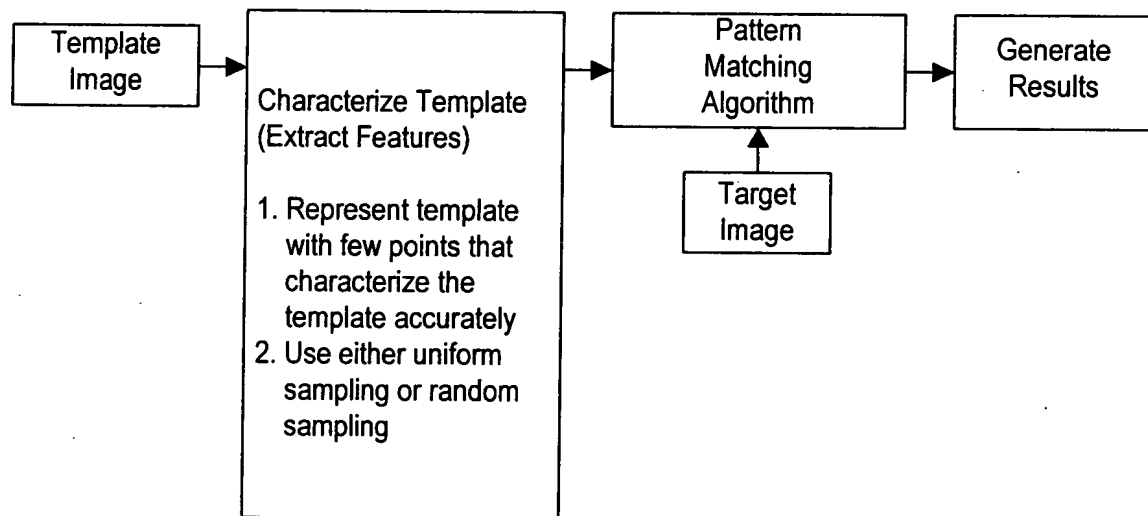 Template
Image
Characterize Template
(Extract Features)
1. Represent template
with few points that
characterize the
template accurately
2. Use either uniform
sampling or random
sampling
Pattern
Matching
Algorithm
Target
Image
Generate
Results